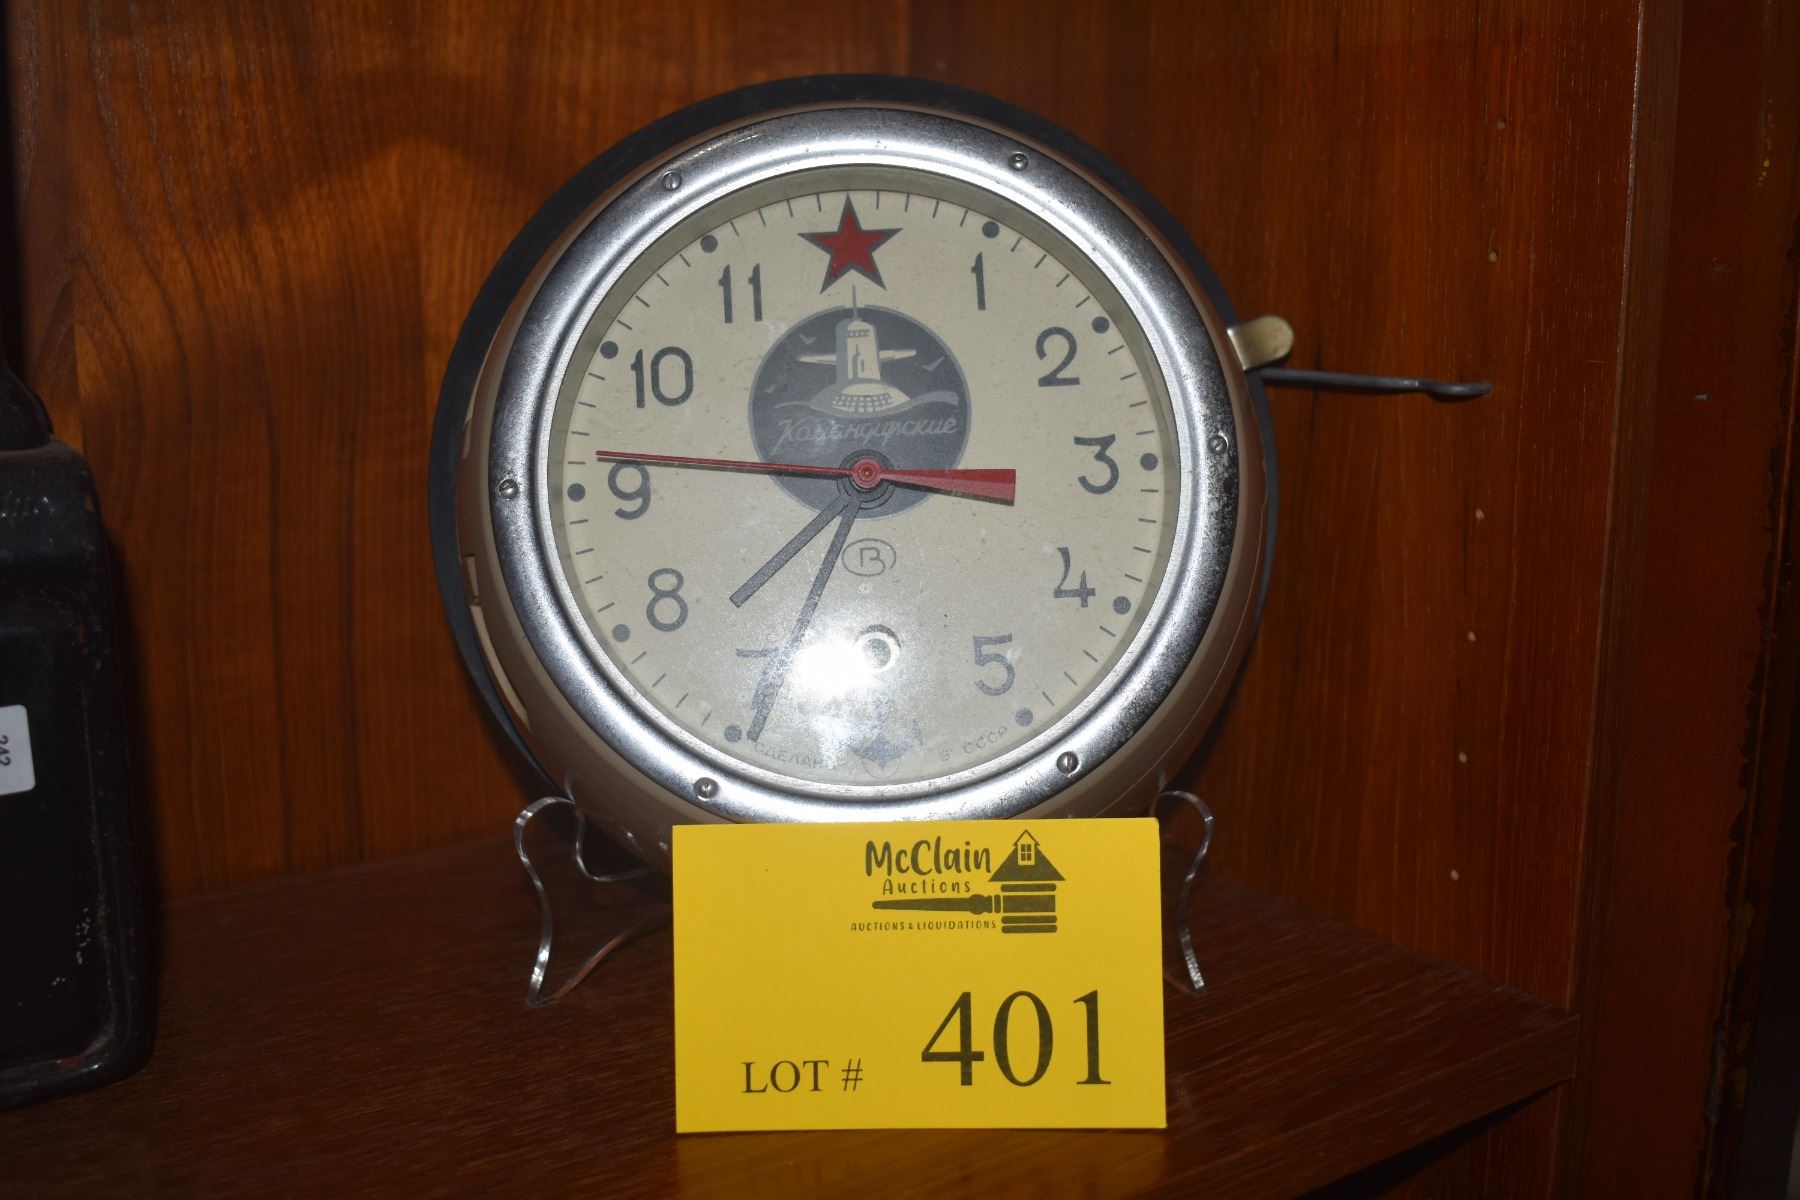 11
1
10
2
Командирские
9
3
В
8
4
7
5
СДЕЛАНО В СССР
242
McClain
Auctions
AUCTIONS & LIQUIDATIONS
LOT # 401